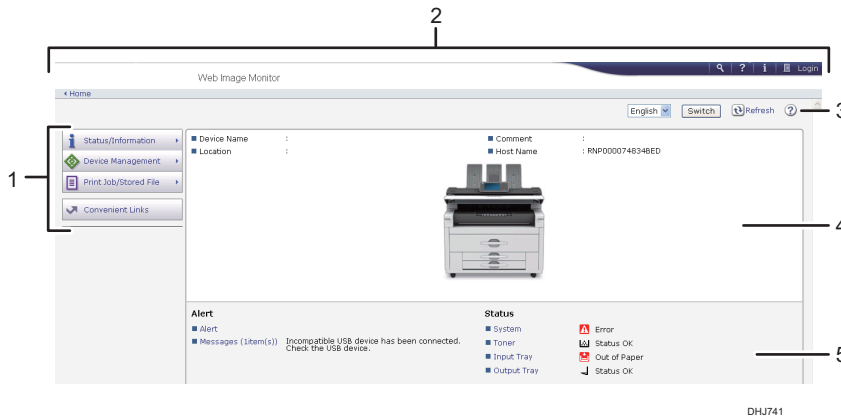 2
Web Image Monitor
Login
Home
English Switch Refresh
3
1
Status/Information
Device Management
Print Job/Stored File
Convenient Links
Device Name :
Location :
Comment :
Host Name : RNP000074834BED
4
Alert
Alert
Messages (1item(s)) Incompatible USB device has been connected.
Check the USB device.
Status
System Error
Toner Status OK
Input Tray Out of Paper
Output Tray Status OK
5
DHJ741